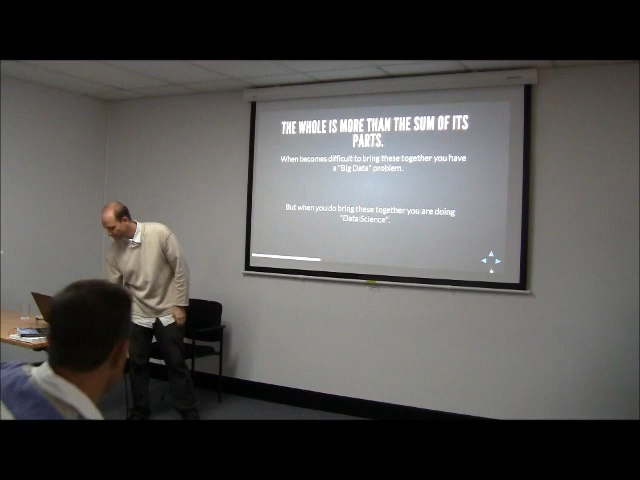 THE WHOLE IS MORE THAN THE SUM OF ITS
PARTS.
When becomes difficult to bring these together you have
a "Big Data" problem.
But when you do bring these together you are doing
"Data Science".